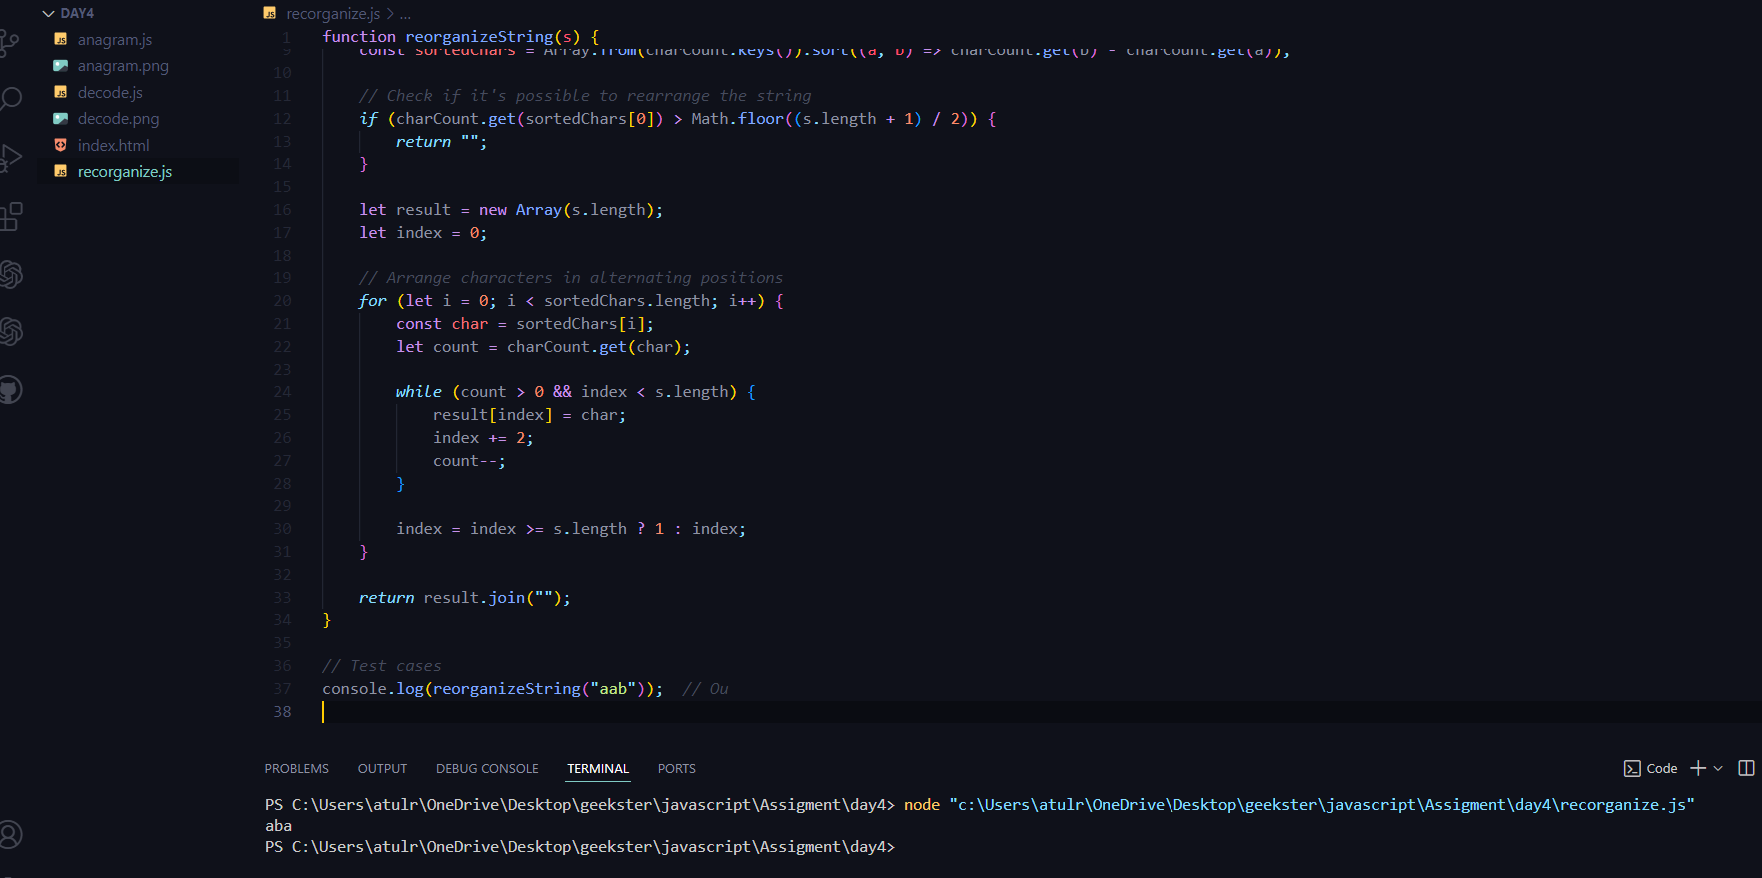 DAY4
anagram.js
anagram.png
decode.js
decode.png
index.html
recorganize.js
recorganize.js > ...
1 function reorganizeString(s) {
9 const sortedChars = Array.from(charCount.keys()).sort((a, b) => charCount.get(b) - charCount.get(a));
10
11 // Check if it's possible to rearrange the string
12 if (charCount.get(sortedChars[0]) > Math.floor((s.length + 1) / 2)) {
13 return "";
14 }
15
16 let result = new Array(s.length);
17 let index = 0;
18
19 // Arrange characters in alternating positions
20 for (let i = 0; i < sortedChars.length; i++) {
21 const char = sortedChars[i];
22 let count = charCount.get(char);
23
24 while (count > 0 && index < s.length) {
25 result[index] = char;
26 index += 2;
27 count--;
28 }
29
30 index = index >= s.length ? 1 : index;
31 }
32
33 return result.join("");
34 }
35
36 // Test cases
37 console.log(reorganizeString("aab")); // Ou
38
PROBLEMS OUTPUT DEBUG CONSOLE TERMINAL PORTS Code
PS C:\Users\atulr\OneDrive\Desktop\geekster\javascript\Assigment\day4> node "c:\Users\atulr\OneDrive\Desktop\geekster\javascript\Assigment\day4\recorganize.js"
aba
PS C:\Users\atulr\OneDrive\Desktop\geekster\javascript\Assigment\day4>